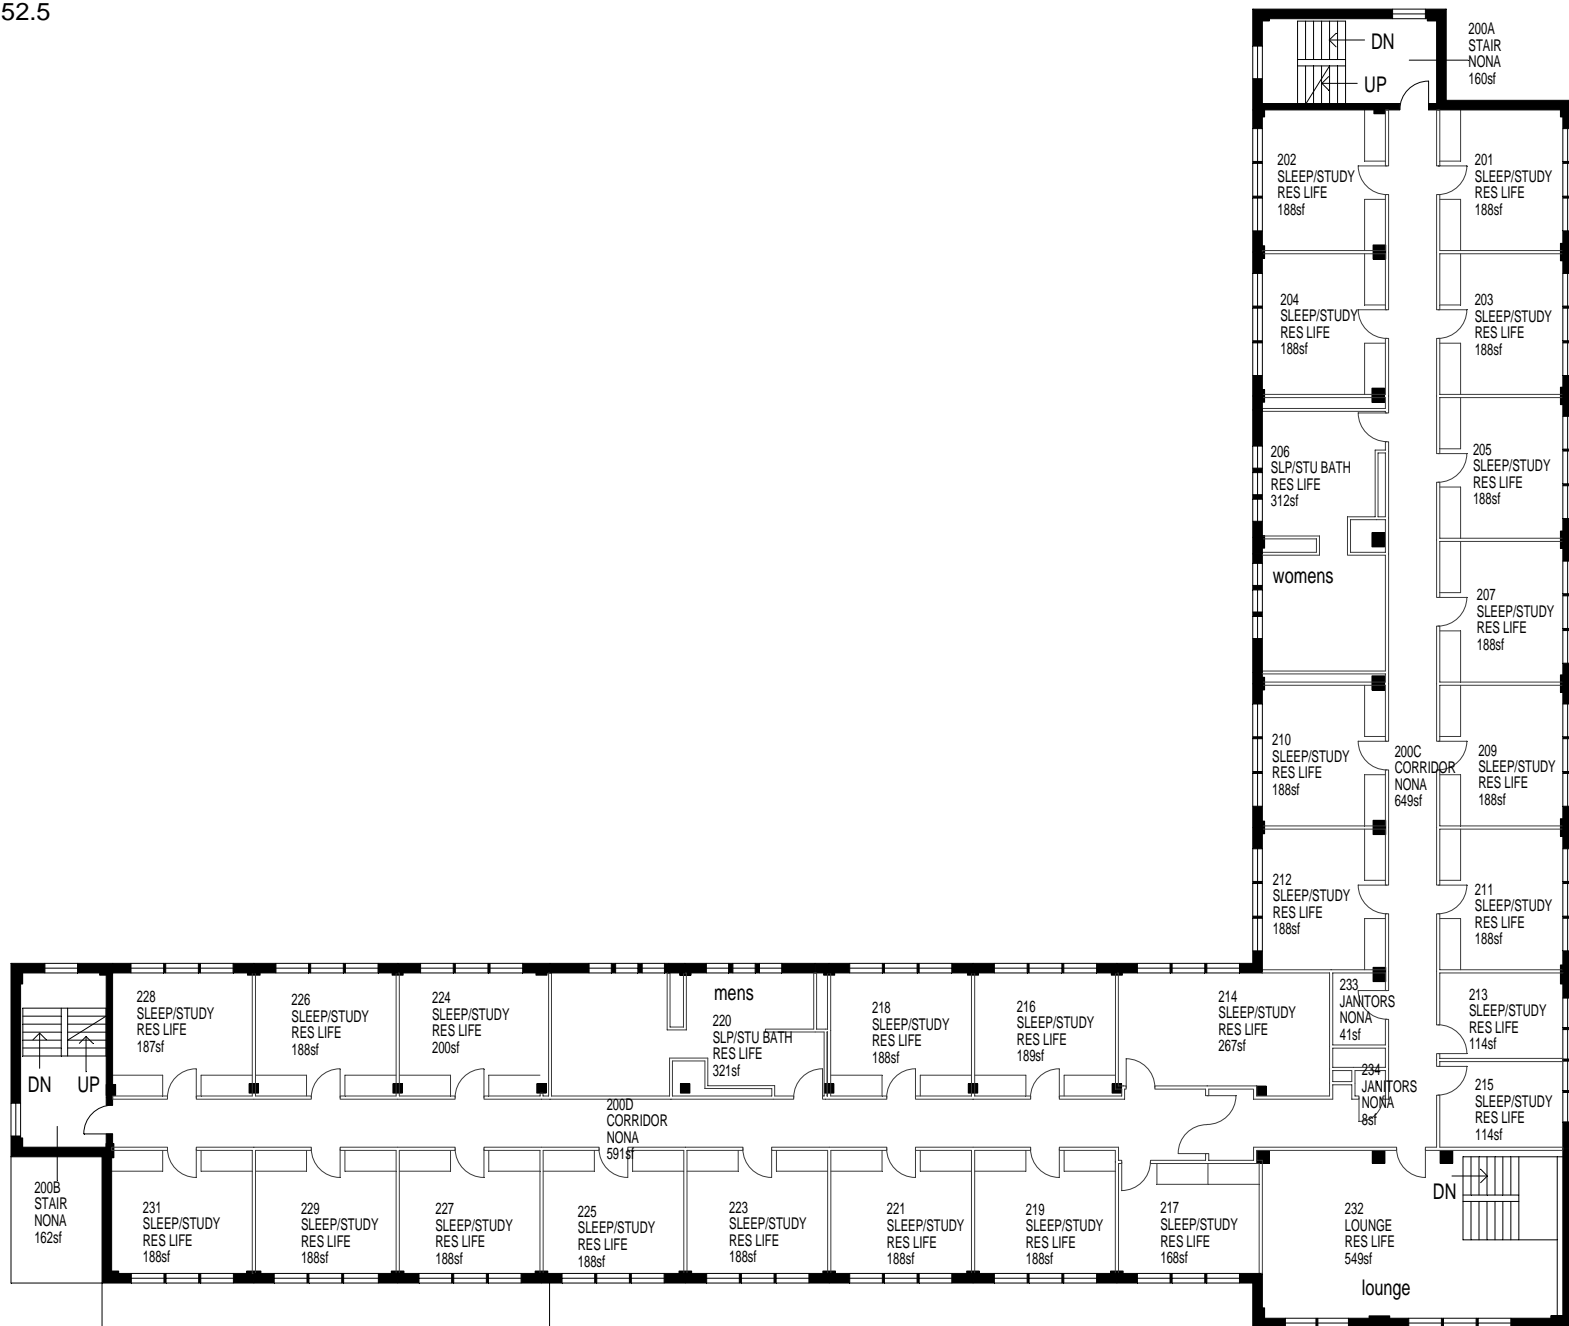 52.5
DN
UP
200A
STAIR
NONA
160sf
202
SLEEP/STUDY
RES LIFE
188sf
201
SLEEP/STUDY
RES LIFE
188sf
204
SLEEP/STUDY
RES LIFE
188sf
203
SLEEP/STUDY
RES LIFE
188sf
206
SLP/STU BATH
RES LIFE
312sf
womens
205
SLEEP/STUDY
RES LIFE
188sf
207
SLEEP/STUDY
RES LIFE
188sf
210
SLEEP/STUDY
RES LIFE
188sf
200C
CORRIDOR
NONA
649sf
209
SLEEP/STUDY
RES LIFE
188sf
212
SLEEP/STUDY
RES LIFE
188sf
211
SLEEP/STUDY
RES LIFE
188sf
228
SLEEP/STUDY
RES LIFE
187sf
226
SLEEP/STUDY
RES LIFE
188sf
224
SLEEP/STUDY
RES LIFE
200sf
mens
220
SLP/STU BATH
RES LIFE
321sf
218
SLEEP/STUDY
RES LIFE
188sf
216
SLEEP/STUDY
RES LIFE
189sf
214
SLEEP/STUDY
RES LIFE
267sf
233
JANITORS
NONA
41sf
213
SLEEP/STUDY
RES LIFE
114sf
234
JANITORS
NONA
8sf
215
SLEEP/STUDY
RES LIFE
114sf
DN
UP
200D
CORRIDOR
NONA
591sf
200B
STAIR
NONA
162sf
231
SLEEP/STUDY
RES LIFE
188sf
229
SLEEP/STUDY
RES LIFE
188sf
227
SLEEP/STUDY
RES LIFE
188sf
225
SLEEP/STUDY
RES LIFE
188sf
223
SLEEP/STUDY
RES LIFE
188sf
221
SLEEP/STUDY
RES LIFE
188sf
219
SLEEP/STUDY
RES LIFE
188sf
217
SLEEP/STUDY
RES LIFE
168sf
DN
232
LOUNGE
RES LIFE
549sf
lounge